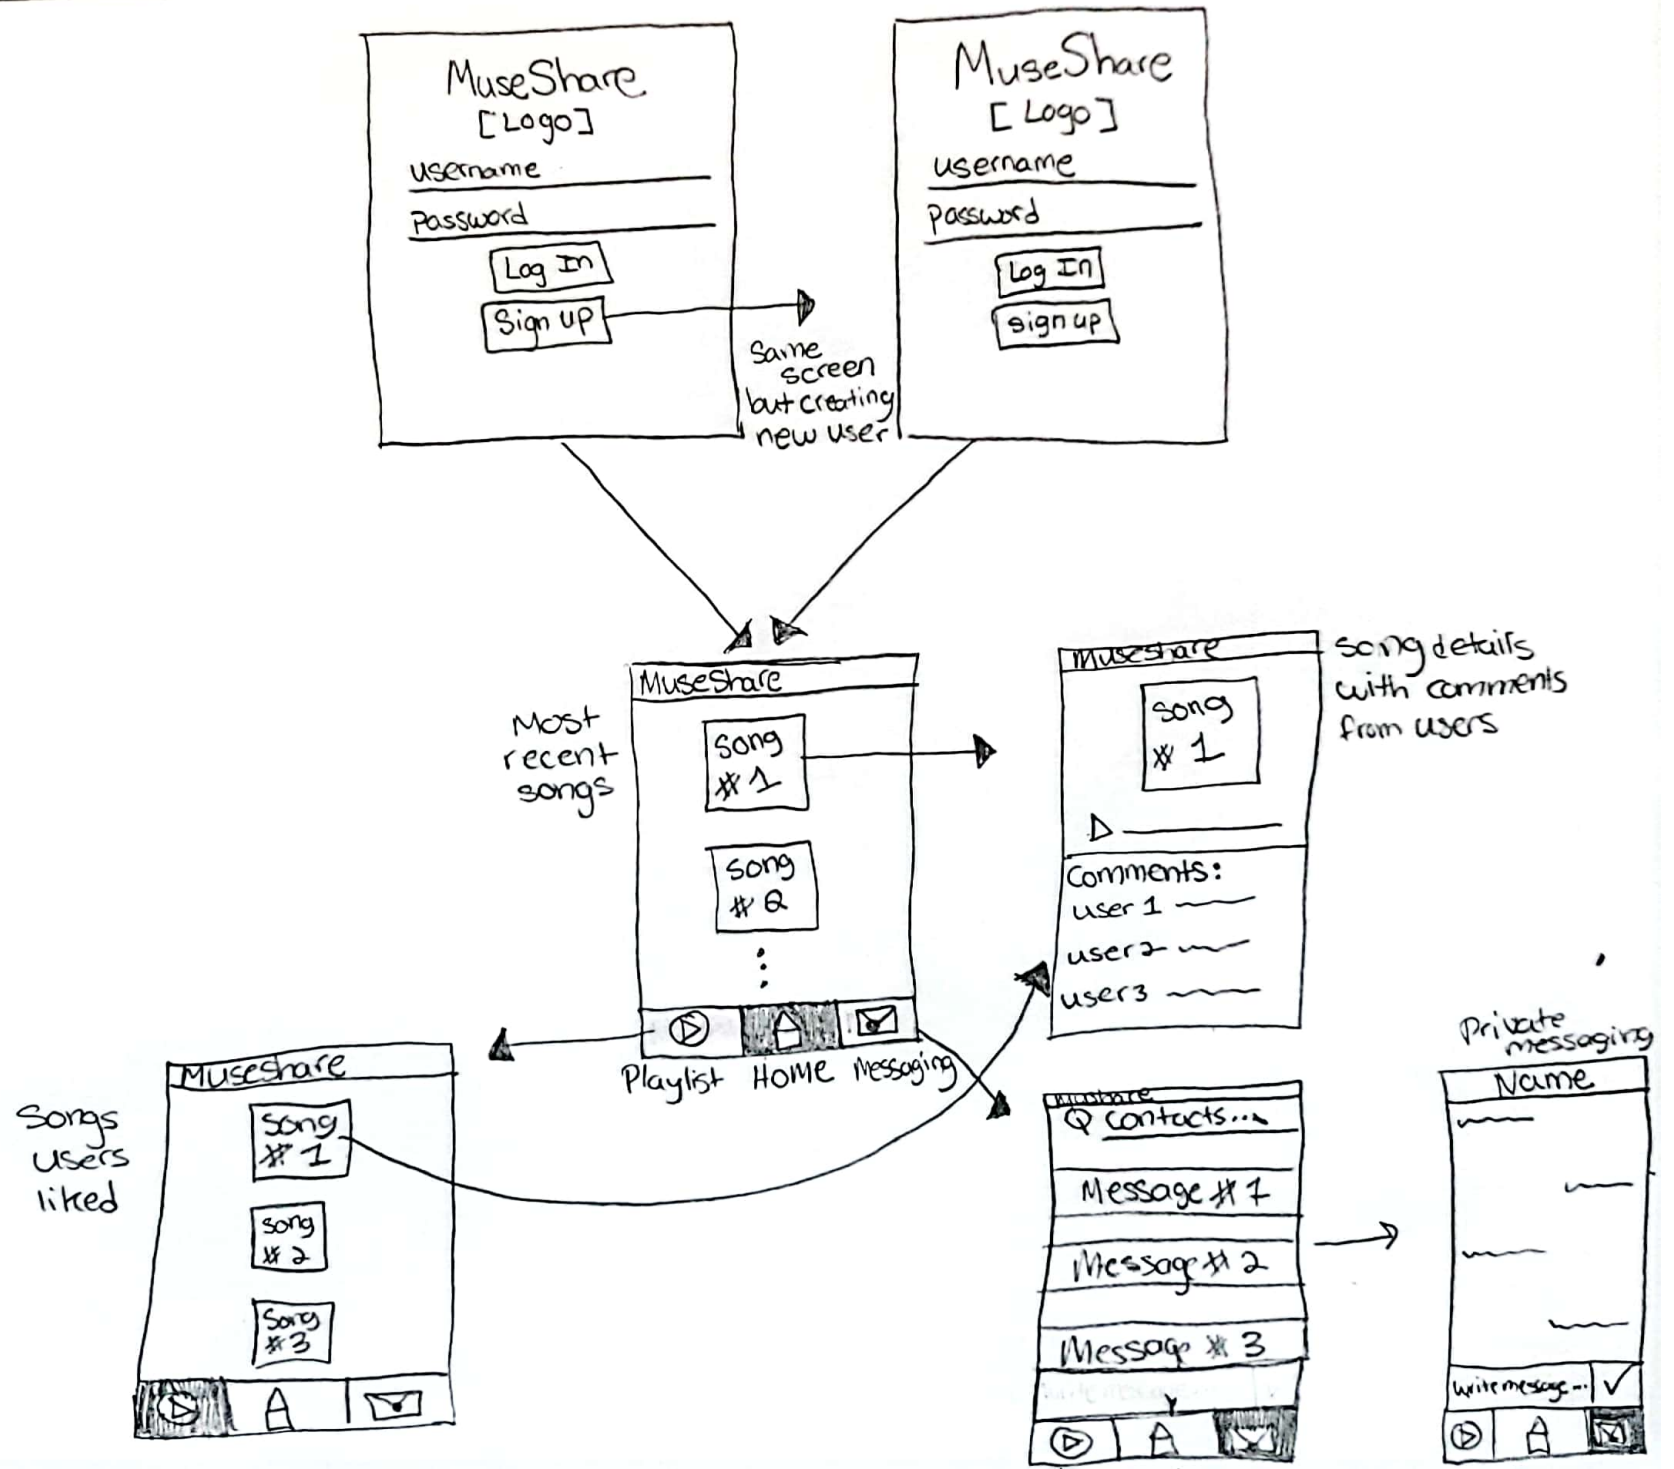 MuseShare
[Logo]
username
password
Log In
Sign up
Same
screen
but creating
new user
MuseShare
[Logo]
username
password
Log In
sign up
Most
recent
songs
MuseShare
song
# 1
song
# 2
Playlist HOME Messaging
Museshare
song
# 1
Comments:
user 1
user 2
user 3
song details
with comments
from users
Songs
users
liked
Museshare
song
# 1
song
# 2
song
# 3
contacts...
Message # 1
Message # 2
Message # 3
Private
messaging
Name
write message...